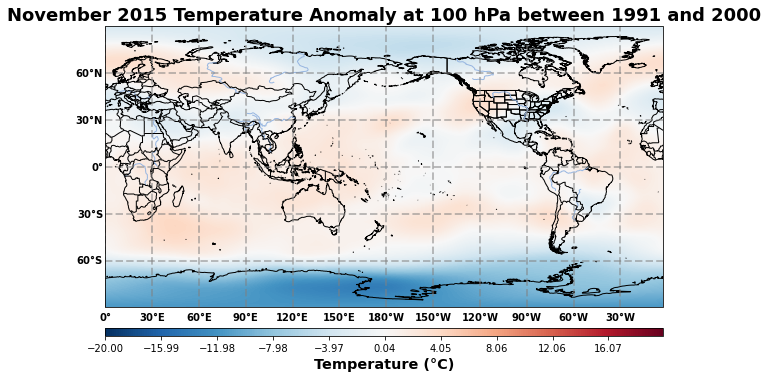 November 2015 Temperature Anomaly at 100 hPa between 1991 and 2000
60°N
30°N
0°
30°S
60°S
0° 30°E 60°E 90°E 120°E 150°E 180°W 150°W 120°W 90°W 60°W 30°W
−20.00 −15.99 −11.98 −7.98 −3.97 0.04 4.05 8.06 12.06 16.07
Temperature (°C)